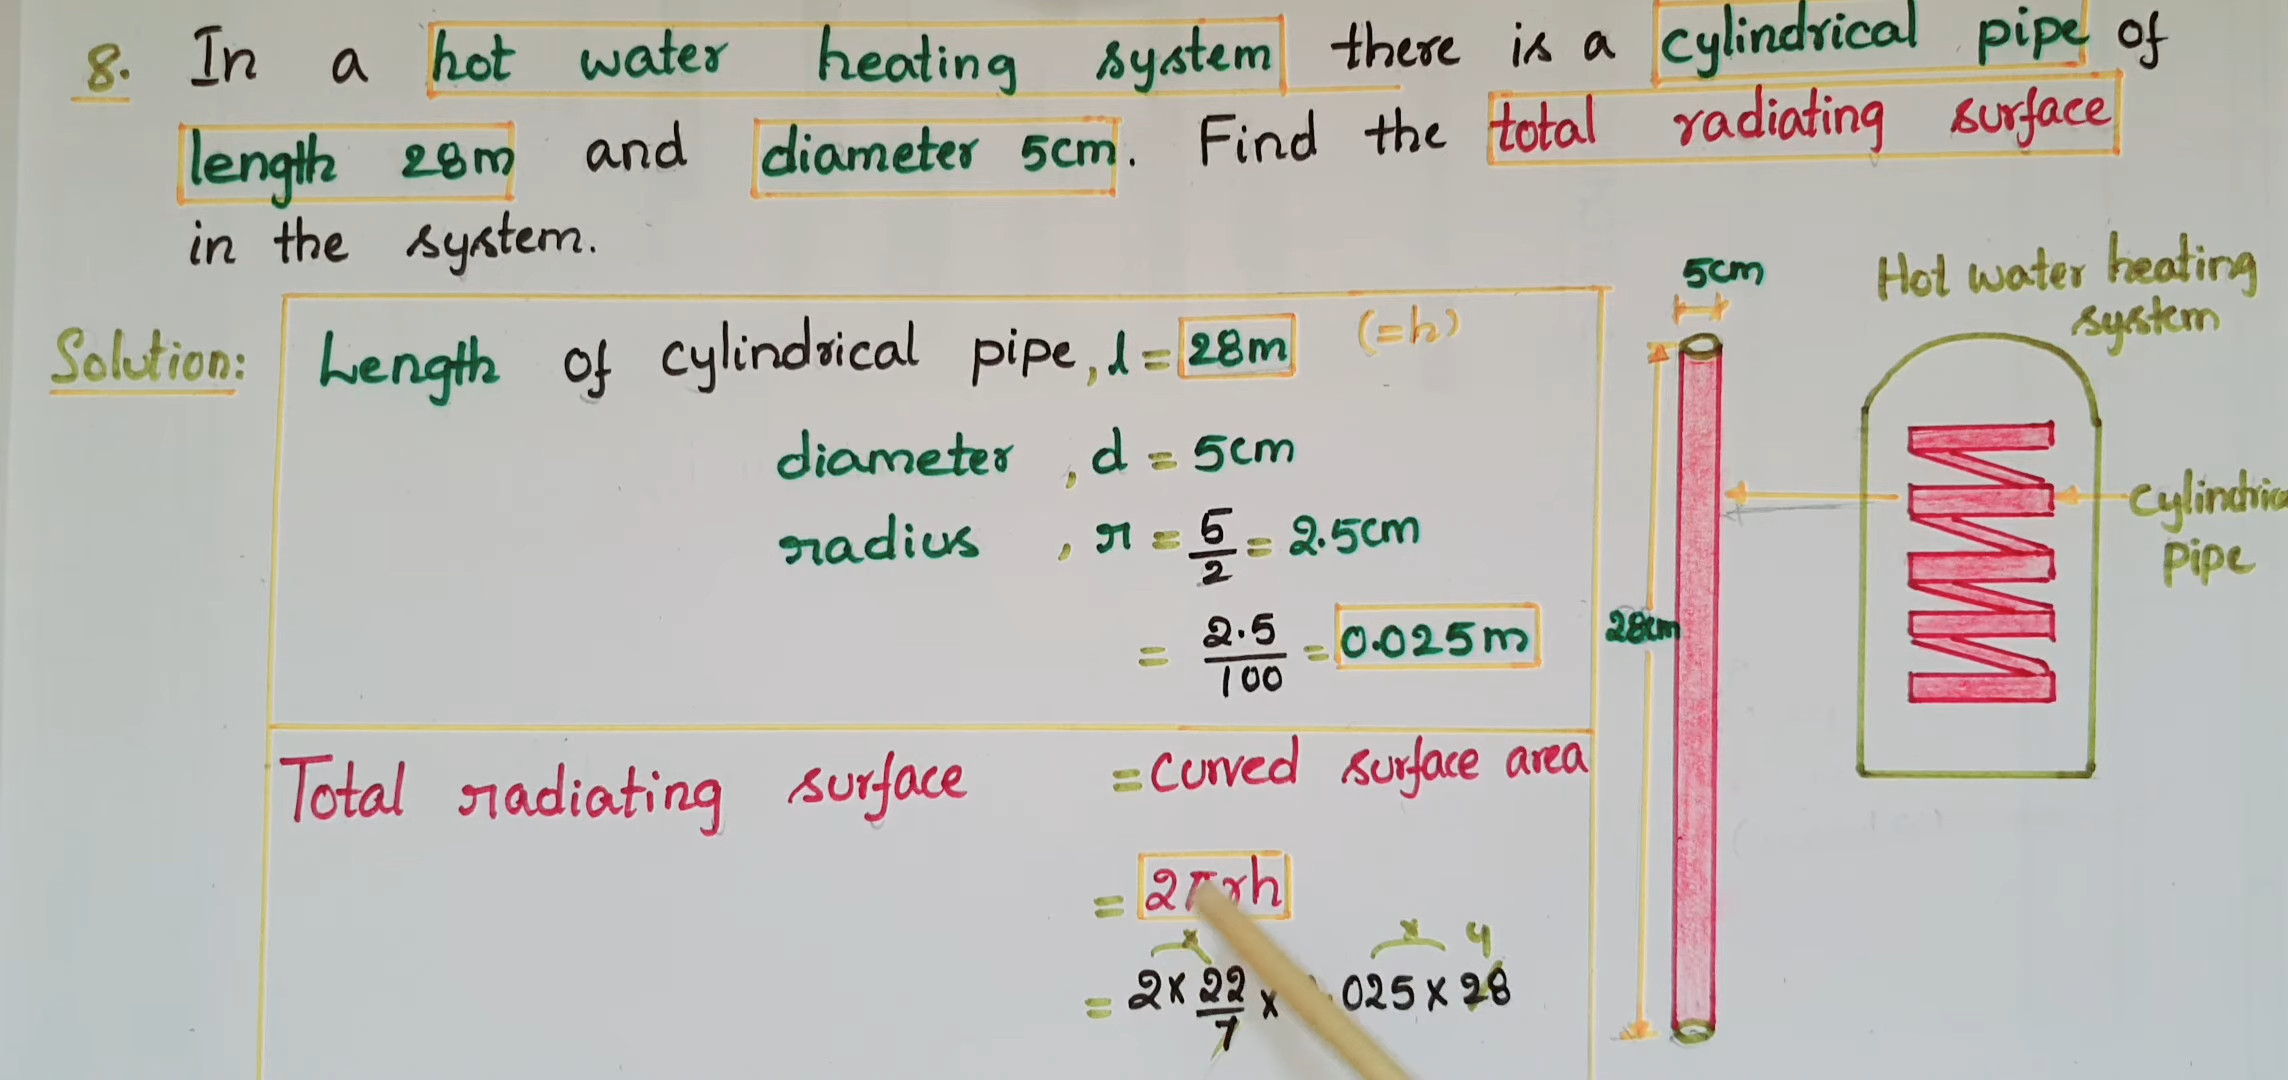 8. In a hot water heating system there is a cylindrical pipe of
length 28m and diameter 5cm. Find the total radiating surface
in the system.
Solution:
Length of cylindrical pipe, l = 28m (=h)
diameter, d = 5cm
radius, r = 5/2 = 2.5cm
= 2.5/100 = 0.025m
Total radiating surface = curved surface area
= 2πrh
= 2 × 22/7 × .025 × 28
× × 4
5cm
28cm
Hot water heating
system
pipe